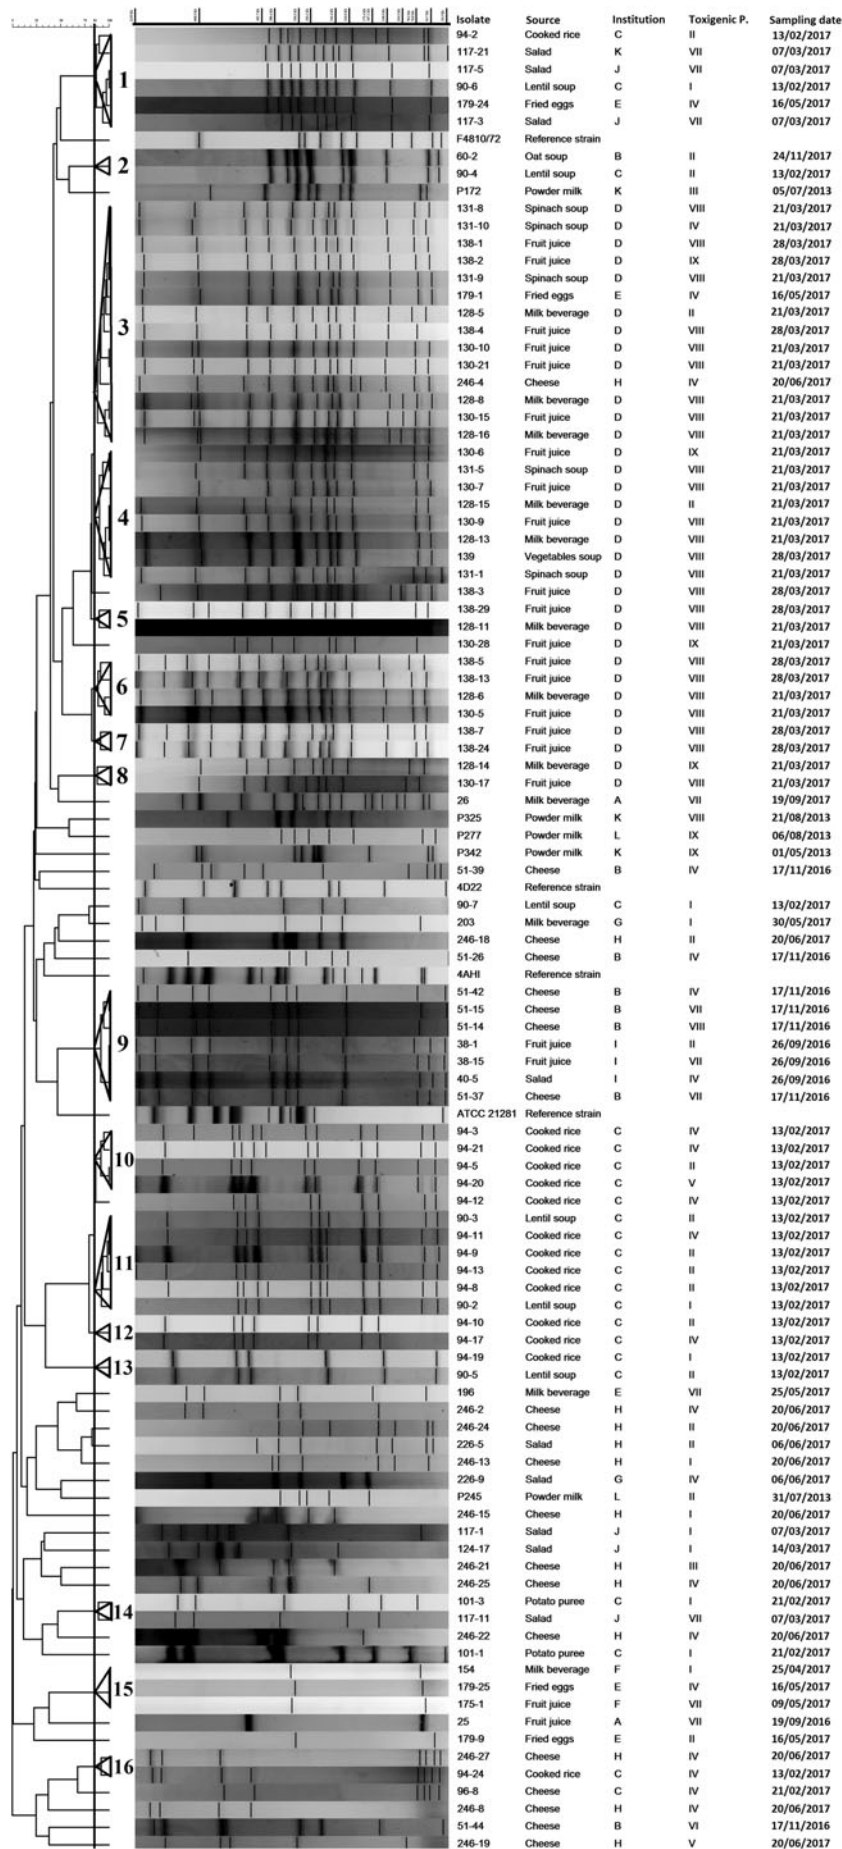 Isolate Source Institution Toxigenic P. Sampling date
94-2 Cooked rice C II 13/02/2017
117-21 Salad K VII 07/03/2017
117-5 Salad J VII 07/03/2017
1
90-6 Lentil soup C I 13/02/2017
179-24 Fried eggs E IV 16/05/2017
117-3 Salad J VII 07/03/2017
F4810/72 Reference strain
60-2 Oat soup B II 24/11/2017
2
90-4 Lentil soup C II 13/02/2017
P172 Powder milk K III 05/07/2013
131-8 Spinach soup D VIII 21/03/2017
131-10 Spinach soup D IV 21/03/2017
138-1 Fruit juice D VIII 28/03/2017
138-2 Fruit juice D IX 28/03/2017
131-9 Spinach soup D VIII 21/03/2017
179-1 Fried eggs E IV 16/05/2017
128-5 Milk beverage D II 21/03/2017
3
138-4 Fruit juice D VIII 28/03/2017
130-10 Fruit juice D VIII 21/03/2017
130-21 Fruit juice D VIII 21/03/2017
246-4 Cheese H IV 20/06/2017
128-8 Milk beverage D VIII 21/03/2017
130-15 Fruit juice D VIII 21/03/2017
128-16 Milk beverage D VIII 21/03/2017
130-6 Fruit juice D IX 21/03/2017
131-5 Spinach soup D VIII 21/03/2017
130-7 Fruit juice D VIII 21/03/2017
128-15 Milk beverage D II 21/03/2017
4
130-9 Fruit juice D VIII 21/03/2017
128-13 Milk beverage D VIII 21/03/2017
139 Vegetables soup D VIII 28/03/2017
131-1 Spinach soup D VIII 21/03/2017
138-3 Fruit juice D VIII 28/03/2017
138-29 Fruit juice D VIII 28/03/2017
5
128-11 Milk beverage D VIII 21/03/2017
130-28 Fruit juice D IX 21/03/2017
138-5 Fruit juice D VIII 28/03/2017
138-13 Fruit juice D VIII 28/03/2017
6
128-6 Milk beverage D VIII 21/03/2017
130-5 Fruit juice D VIII 21/03/2017
138-7 Fruit juice D VIII 28/03/2017
7
138-24 Fruit juice D VIII 28/03/2017
128-14 Milk beverage D IX 21/03/2017
8
130-17 Fruit juice D VIII 21/03/2017
26 Milk beverage A VII 19/09/2017
P325 Powder milk K VIII 21/08/2013
P277 Powder milk L IX 06/08/2013
P342 Powder milk K IX 01/05/2013
51-39 Cheese B IV 17/11/2016
4D22 Reference strain
90-7 Lentil soup C I 13/02/2017
203 Milk beverage G I 30/05/2017
246-18 Cheese H II 20/06/2017
51-26 Cheese B IV 17/11/2016
4AHI Reference strain
51-42 Cheese B IV 17/11/2016
51-15 Cheese B VII 17/11/2016
51-14 Cheese B VIII 17/11/2016
9
38-1 Fruit juice I II 26/09/2016
38-15 Fruit juice I VII 26/09/2016
40-5 Salad I IV 26/09/2016
51-37 Cheese B VII 17/11/2016
ATCC 21281 Reference strain
94-3 Cooked rice C IV 13/02/2017
94-21 Cooked rice C IV 13/02/2017
10
94-5 Cooked rice C II 13/02/2017
94-20 Cooked rice C V 13/02/2017
94-12 Cooked rice C IV 13/02/2017
90-3 Lentil soup C II 13/02/2017
94-11 Cooked rice C IV 13/02/2017
94-9 Cooked rice C II 13/02/2017
11
94-13 Cooked rice C II 13/02/2017
94-8 Cooked rice C II 13/02/2017
90-2 Lentil soup C I 13/02/2017
94-10 Cooked rice C II 13/02/2017
12
94-17 Cooked rice C IV 13/02/2017
94-19 Cooked rice C I 13/02/2017
13
90-5 Lentil soup C II 13/02/2017
196 Milk beverage E VII 25/05/2017
246-2 Cheese H IV 20/06/2017
246-24 Cheese H II 20/06/2017
226-5 Salad H II 06/06/2017
246-13 Cheese H I 20/06/2017
226-9 Salad G IV 06/06/2017
P245 Powder milk L II 31/07/2013
246-15 Cheese H I 20/06/2017
117-1 Salad J I 07/03/2017
124-17 Salad J I 14/03/2017
246-21 Cheese H III 20/06/2017
246-25 Cheese H IV 20/06/2017
101-3 Potato puree C I 21/02/2017
14
117-11 Salad J VII 07/03/2017
246-22 Cheese H IV 20/06/2017
101-1 Potato puree C I 21/02/2017
154 Milk beverage F I 25/04/2017
15
179-25 Fried eggs E IV 16/05/2017
175-1 Fruit juice F VII 09/05/2017
25 Fruit juice A VII 19/09/2016
179-9 Fried eggs E II 16/05/2017
246-27 Cheese H IV 20/06/2017
16
94-24 Cooked rice C IV 13/02/2017
96-8 Cheese C IV 21/02/2017
246-8 Cheese H IV 20/06/2017
51-44 Cheese B VI 17/11/2016
246-19 Cheese H V 20/06/2017